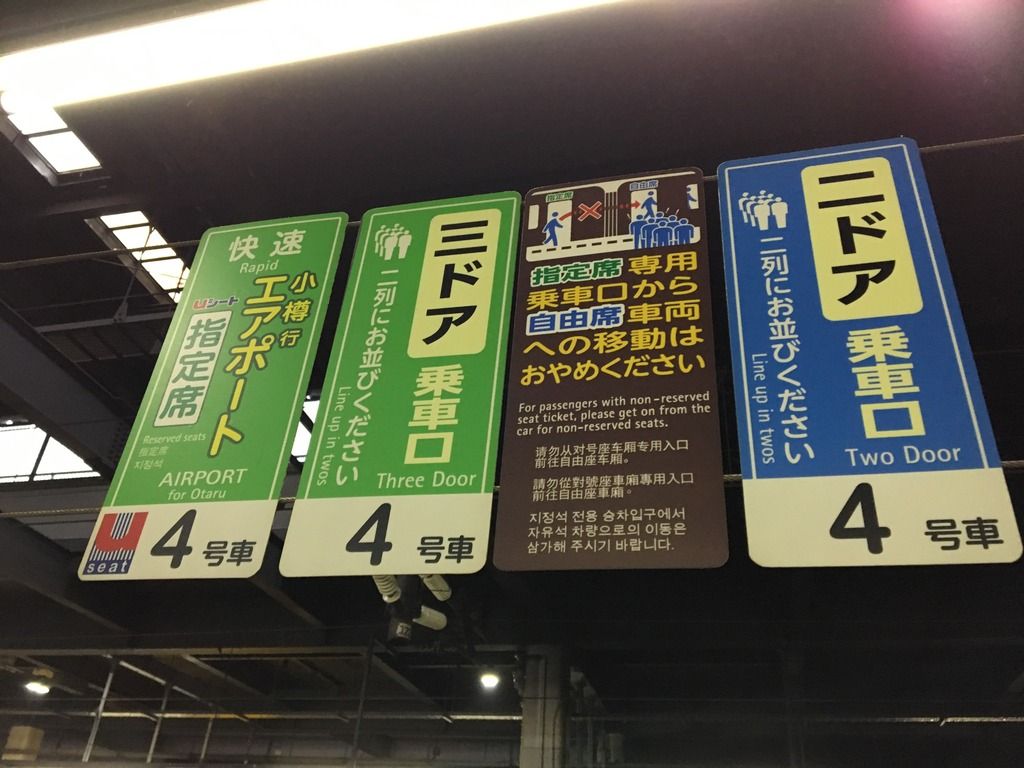 快速
Rapid
小樽行
エアポート
Uシート
指定席
Reserved seats
指定席
지정석
AIRPORT
for Otaru
U
seat
4号車
三ドア
乗車口
二列にお並びください
Line up in twos
Three Door
4号車
指定席
自由席
指定席専用
乗車口から
自由席車両
への移動は
おやめください
For passengers with non-reserved
seat ticket, please get on from the
car for non-reserved seats.
请勿从对号座车厢专用入口
前往自由座车厢。
請勿從對號座車廂專用入口
前往自由座車廂。
지정석 전용 승차입구에서
자유석 차량으로의 이동은
삼가해 주시기 바랍니다.
二ドア
乗車口
二列にお並びください
Line up in twos
Two Door
4号車